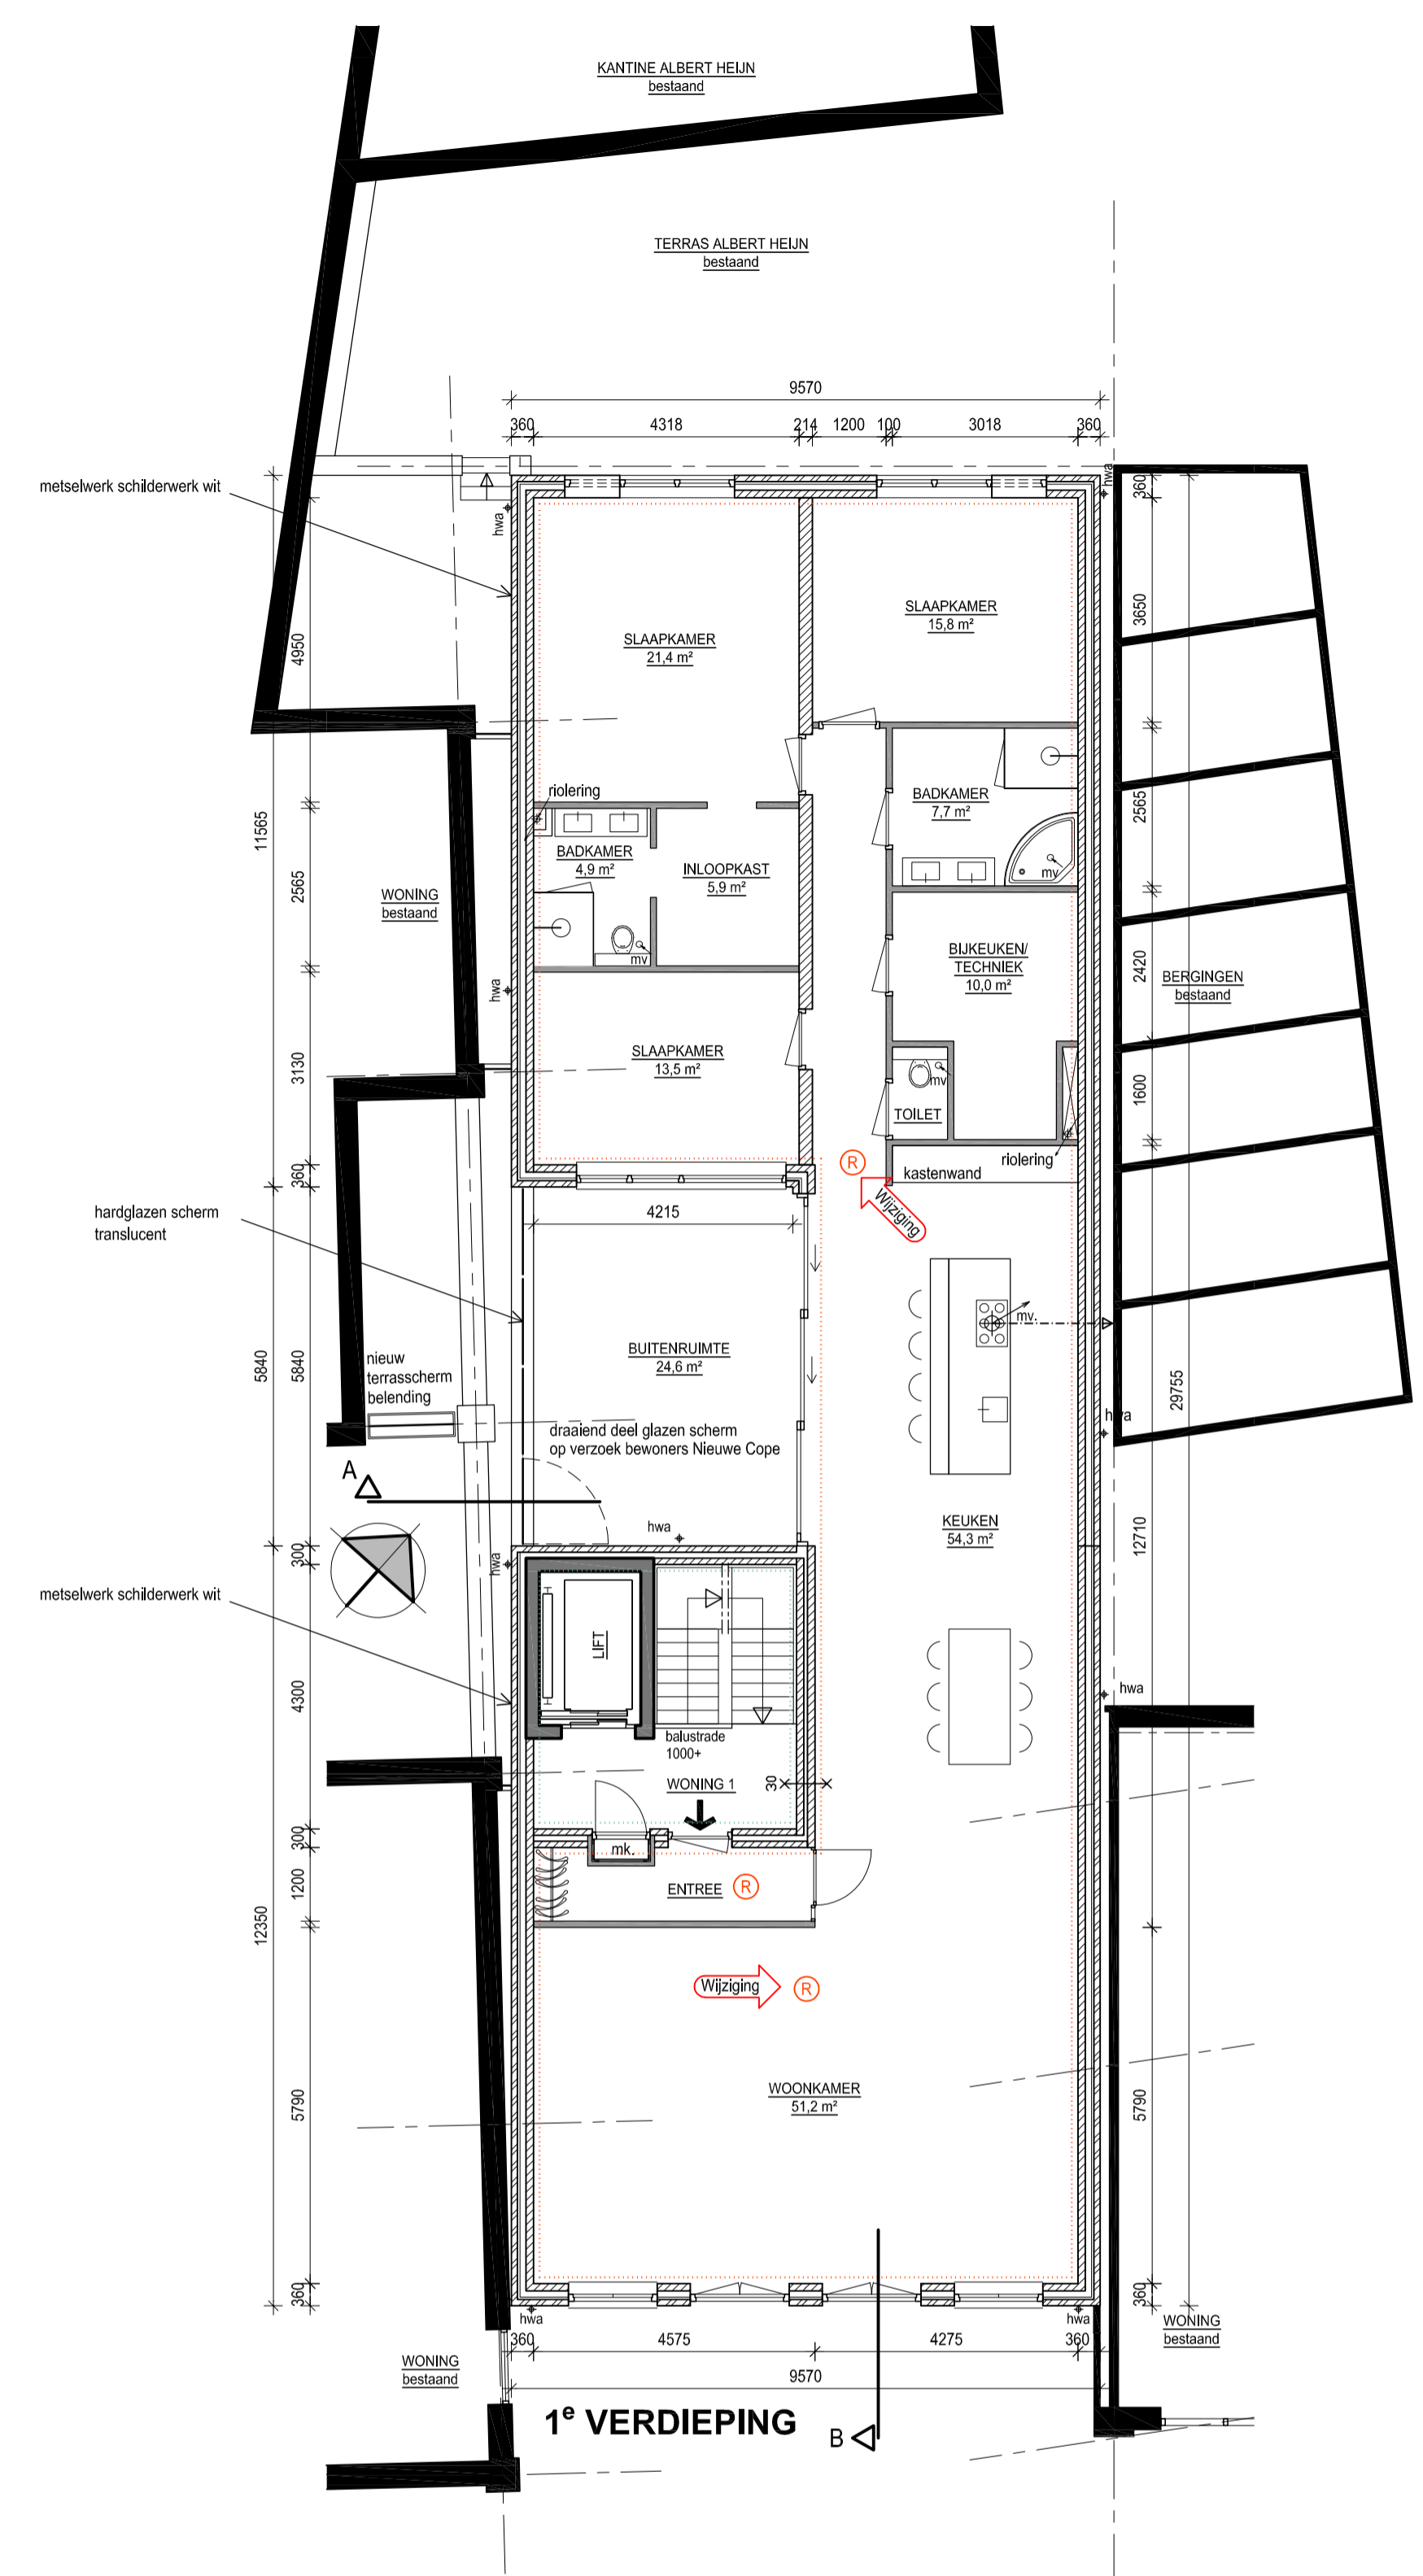 KANTINE ALBERT HEIJN
bestaand
TERRAS ALBERT HEIJN
bestaand
9570
360
4318
214
1200
100
3018
360
metselwerk schilderwerk wit
hwa
hwa
360
SLAAPKAMER
15,8 m²
3650
SLAAPKAMER
21,4 m²
4950
riolering
BADKAMER
7,7 m²
2565
mv
11565
BADKAMER
4,9 m²
INLOOPKAST
5,9 m²
2565
WONING
bestaand
mv
BIJKEUKEN/
TECHNIEK
10,0 m²
2420
BERGINGEN
bestaand
hwa
SLAAPKAMER
13,5 m²
3130
mv
TOILET
1600
riolering
R
kastenwand
360
Wijziging
hardglazen scherm
translucent
4215
mv.
BUITENRUIMTE
24,6 m²
5840
5840
nieuw
terrasscherm
belending
29755
hwa
draaiend deel glazen scherm
op verzoek bewoners Nieuwe Cope
A
KEUKEN
54,3 m²
12710
hwa
300
hwa
metselwerk schilderwerk wit
LIFT
4300
hwa
balustrade
1000+
WONING 1
30
300
mk.
1200
ENTREE
R
12350
Wijziging
R
WOONKAMER
51,2 m²
5790
5790
360
360
hwa
hwa
WONING
bestaand
360
4575
4275
360
WONING
bestaand
9570
1e VERDIEPING
B